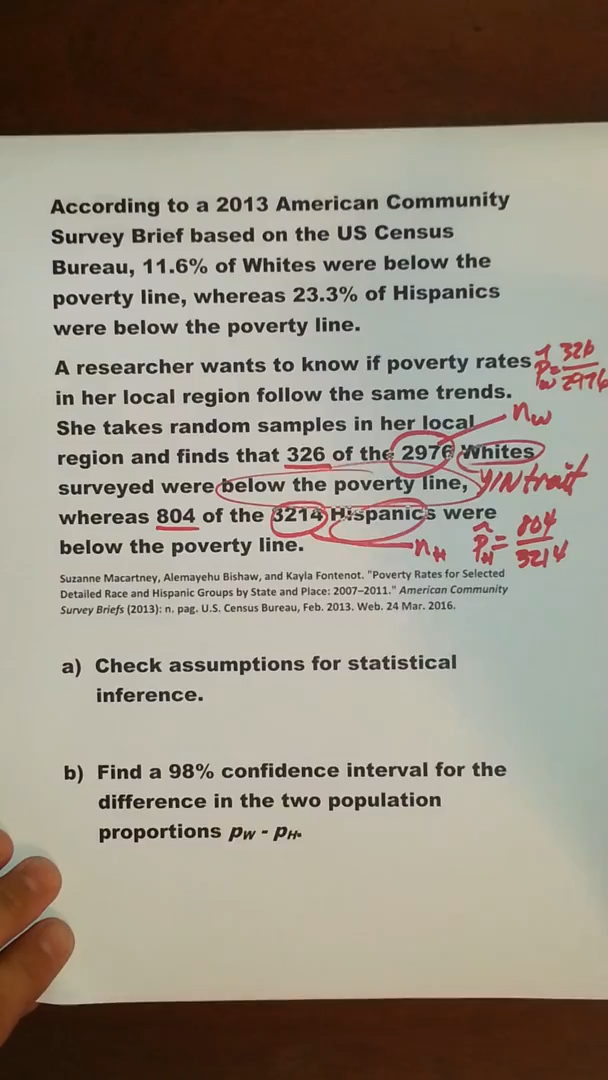 According to a 2013 American Community
Survey Brief based on the US Census
Bureau, 11.6% of Whites were below the
poverty line, whereas 23.3% of Hispanics
were below the poverty line.
A researcher wants to know if poverty rates p̂w = 326/2976
in her local region follow the same trends.
She takes random samples in her local nw
region and finds that 326 of the 2976 Whites
surveyed were below the poverty line, Y/N trait
whereas 804 of the 3214 Hispanics were
below the poverty line. nH p̂H = 804/3214
Suzanne Macartney, Alemayehu Bishaw, and Kayla Fontenot. "Poverty Rates for Selected
Detailed Race and Hispanic Groups by State and Place: 2007–2011." American Community
Survey Briefs (2013): n. pag. U.S. Census Bureau, Feb. 2013. Web. 24 Mar. 2016.
a) Check assumptions for statistical
inference.
b) Find a 98% confidence interval for the
difference in the two population
proportions pW - pH.